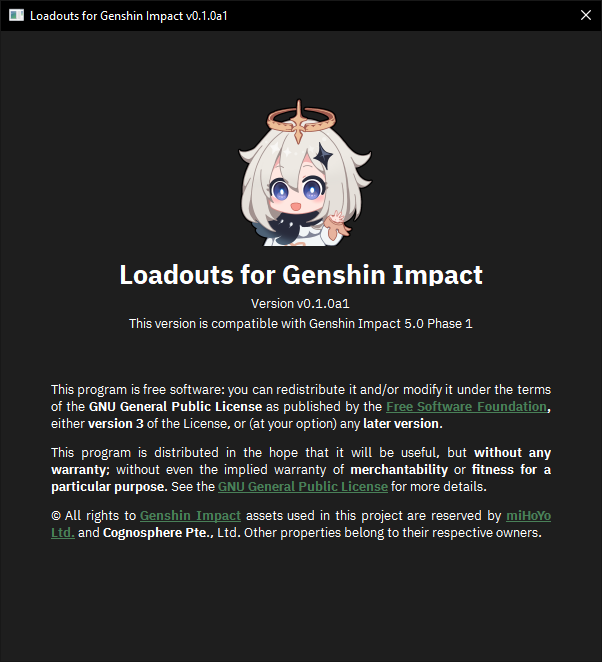 Loadouts for Genshin Impact v0.1.0a1
Loadouts for Genshin Impact
Version v0.1.0a1
This version is compatible with Genshin Impact 5.0 Phase 1
This program is free software: you can redistribute it and/or modify it under the terms
of the GNU General Public License as published by the Free Software Foundation,
either version 3 of the License, or (at your option) any later version.
This program is distributed in the hope that it will be useful, but without any
warranty; without even the implied warranty of merchantability or fitness for a
particular purpose. See the GNU General Public License for more details.
© All rights to Genshin Impact assets used in this project are reserved by miHoYo
Ltd. and Cognosphere Pte., Ltd. Other properties belong to their respective owners.